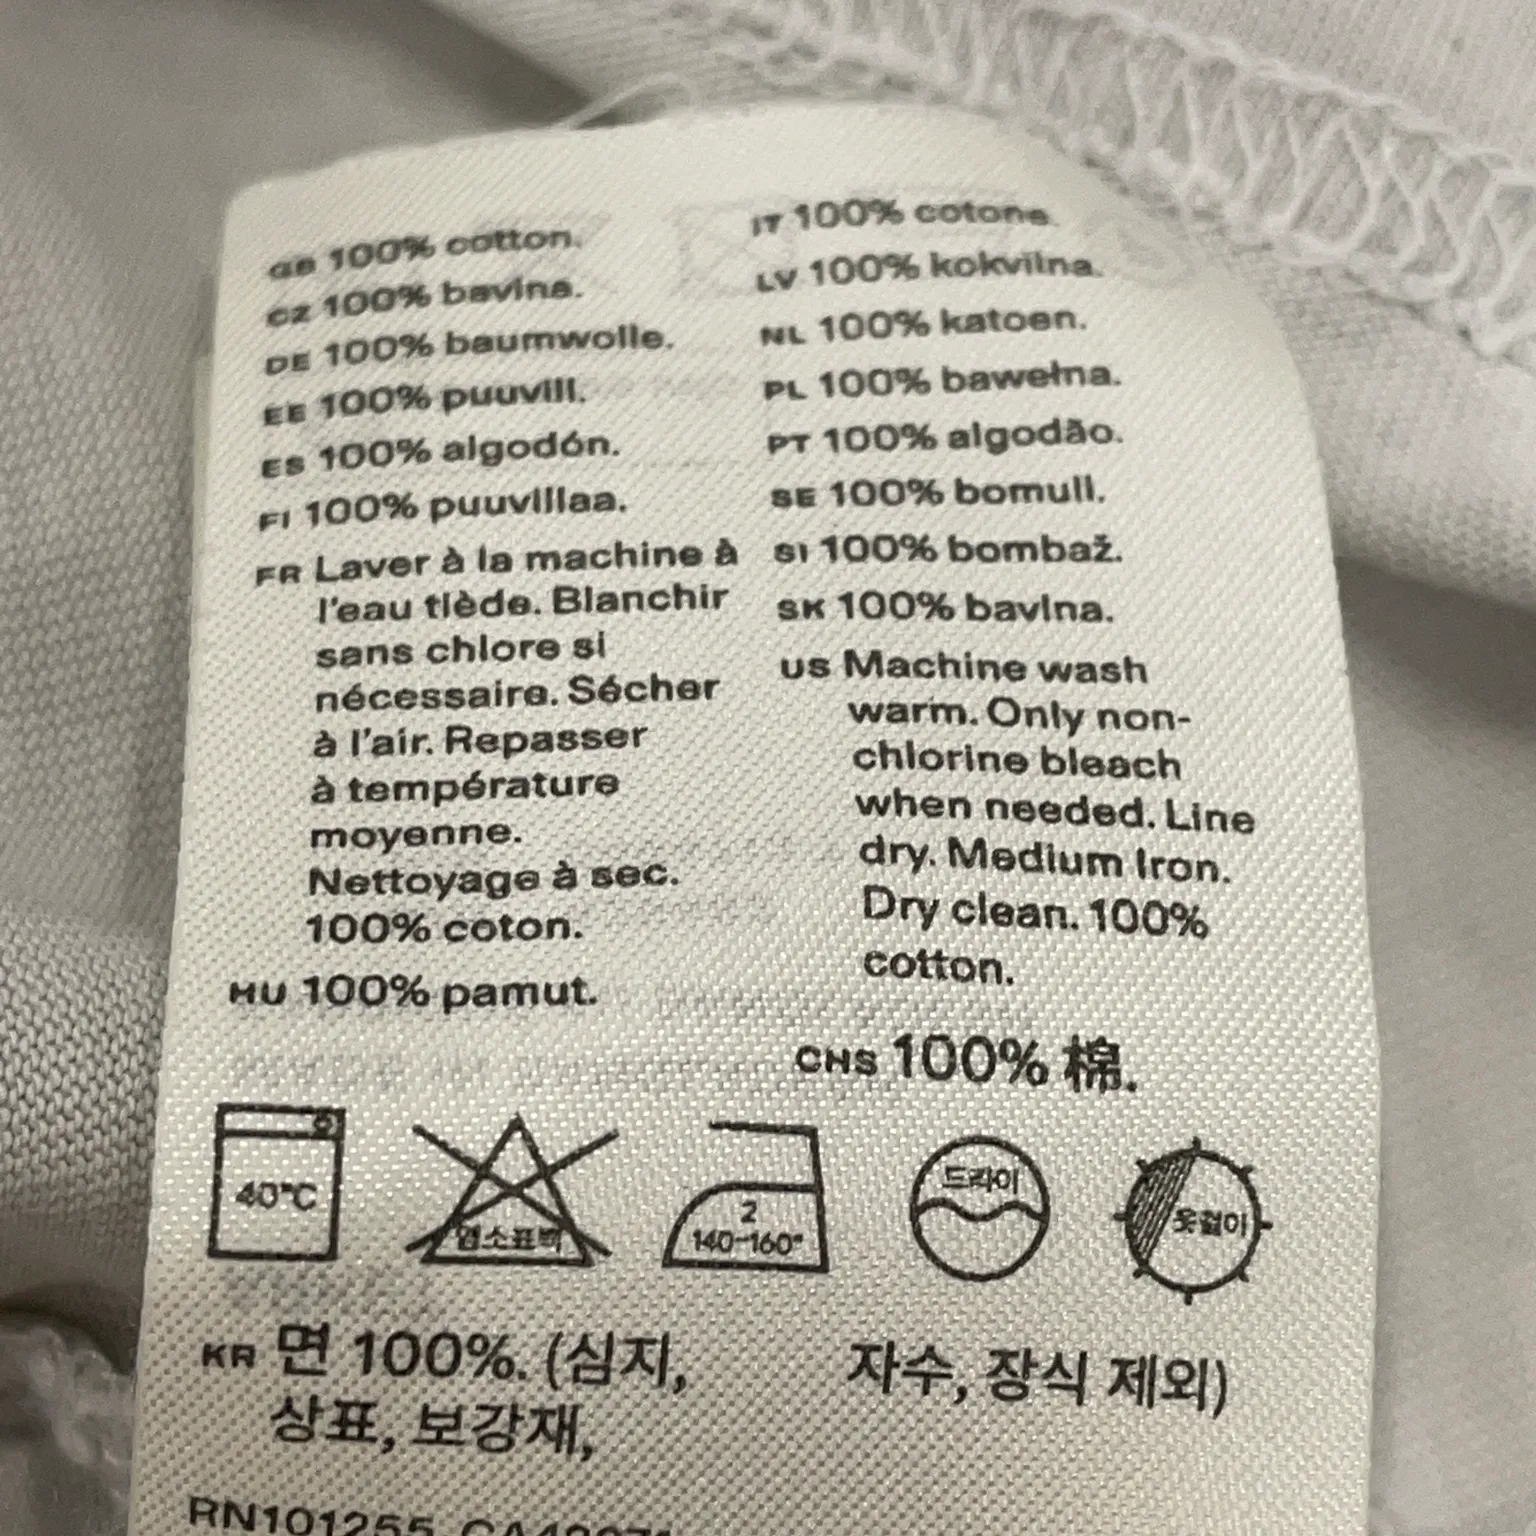 GB 100% cotton.
CZ 100% bavlna.
DE 100% baumwolle.
EE 100% puuvill.
ES 100% algodón.
FI 100% puuvillaa.
FR Laver à la machine à
l'eau tiède. Blanchir
sans chlore si
nécessaire. Sécher
à l'air. Repasser
à température
moyenne.
Nettoyage à sec.
100% coton.
HU 100% pamut.
IT 100% cotone.
LV 100% kokvilna.
NL 100% katoen.
PL 100% bawełna.
PT 100% algodão.
SE 100% bomull.
SI 100% bombaž.
SK 100% bavlna.
US Machine wash
warm. Only non-
chlorine bleach
when needed. Line
dry. Medium Iron.
Dry clean. 100%
cotton.
CHS 100% 棉.
40°C
염소표백
2
140-160°
드라이
옷걸이
KR 면 100%. (심지,
상표, 보강재,
자수, 장식 제외)
RN101255